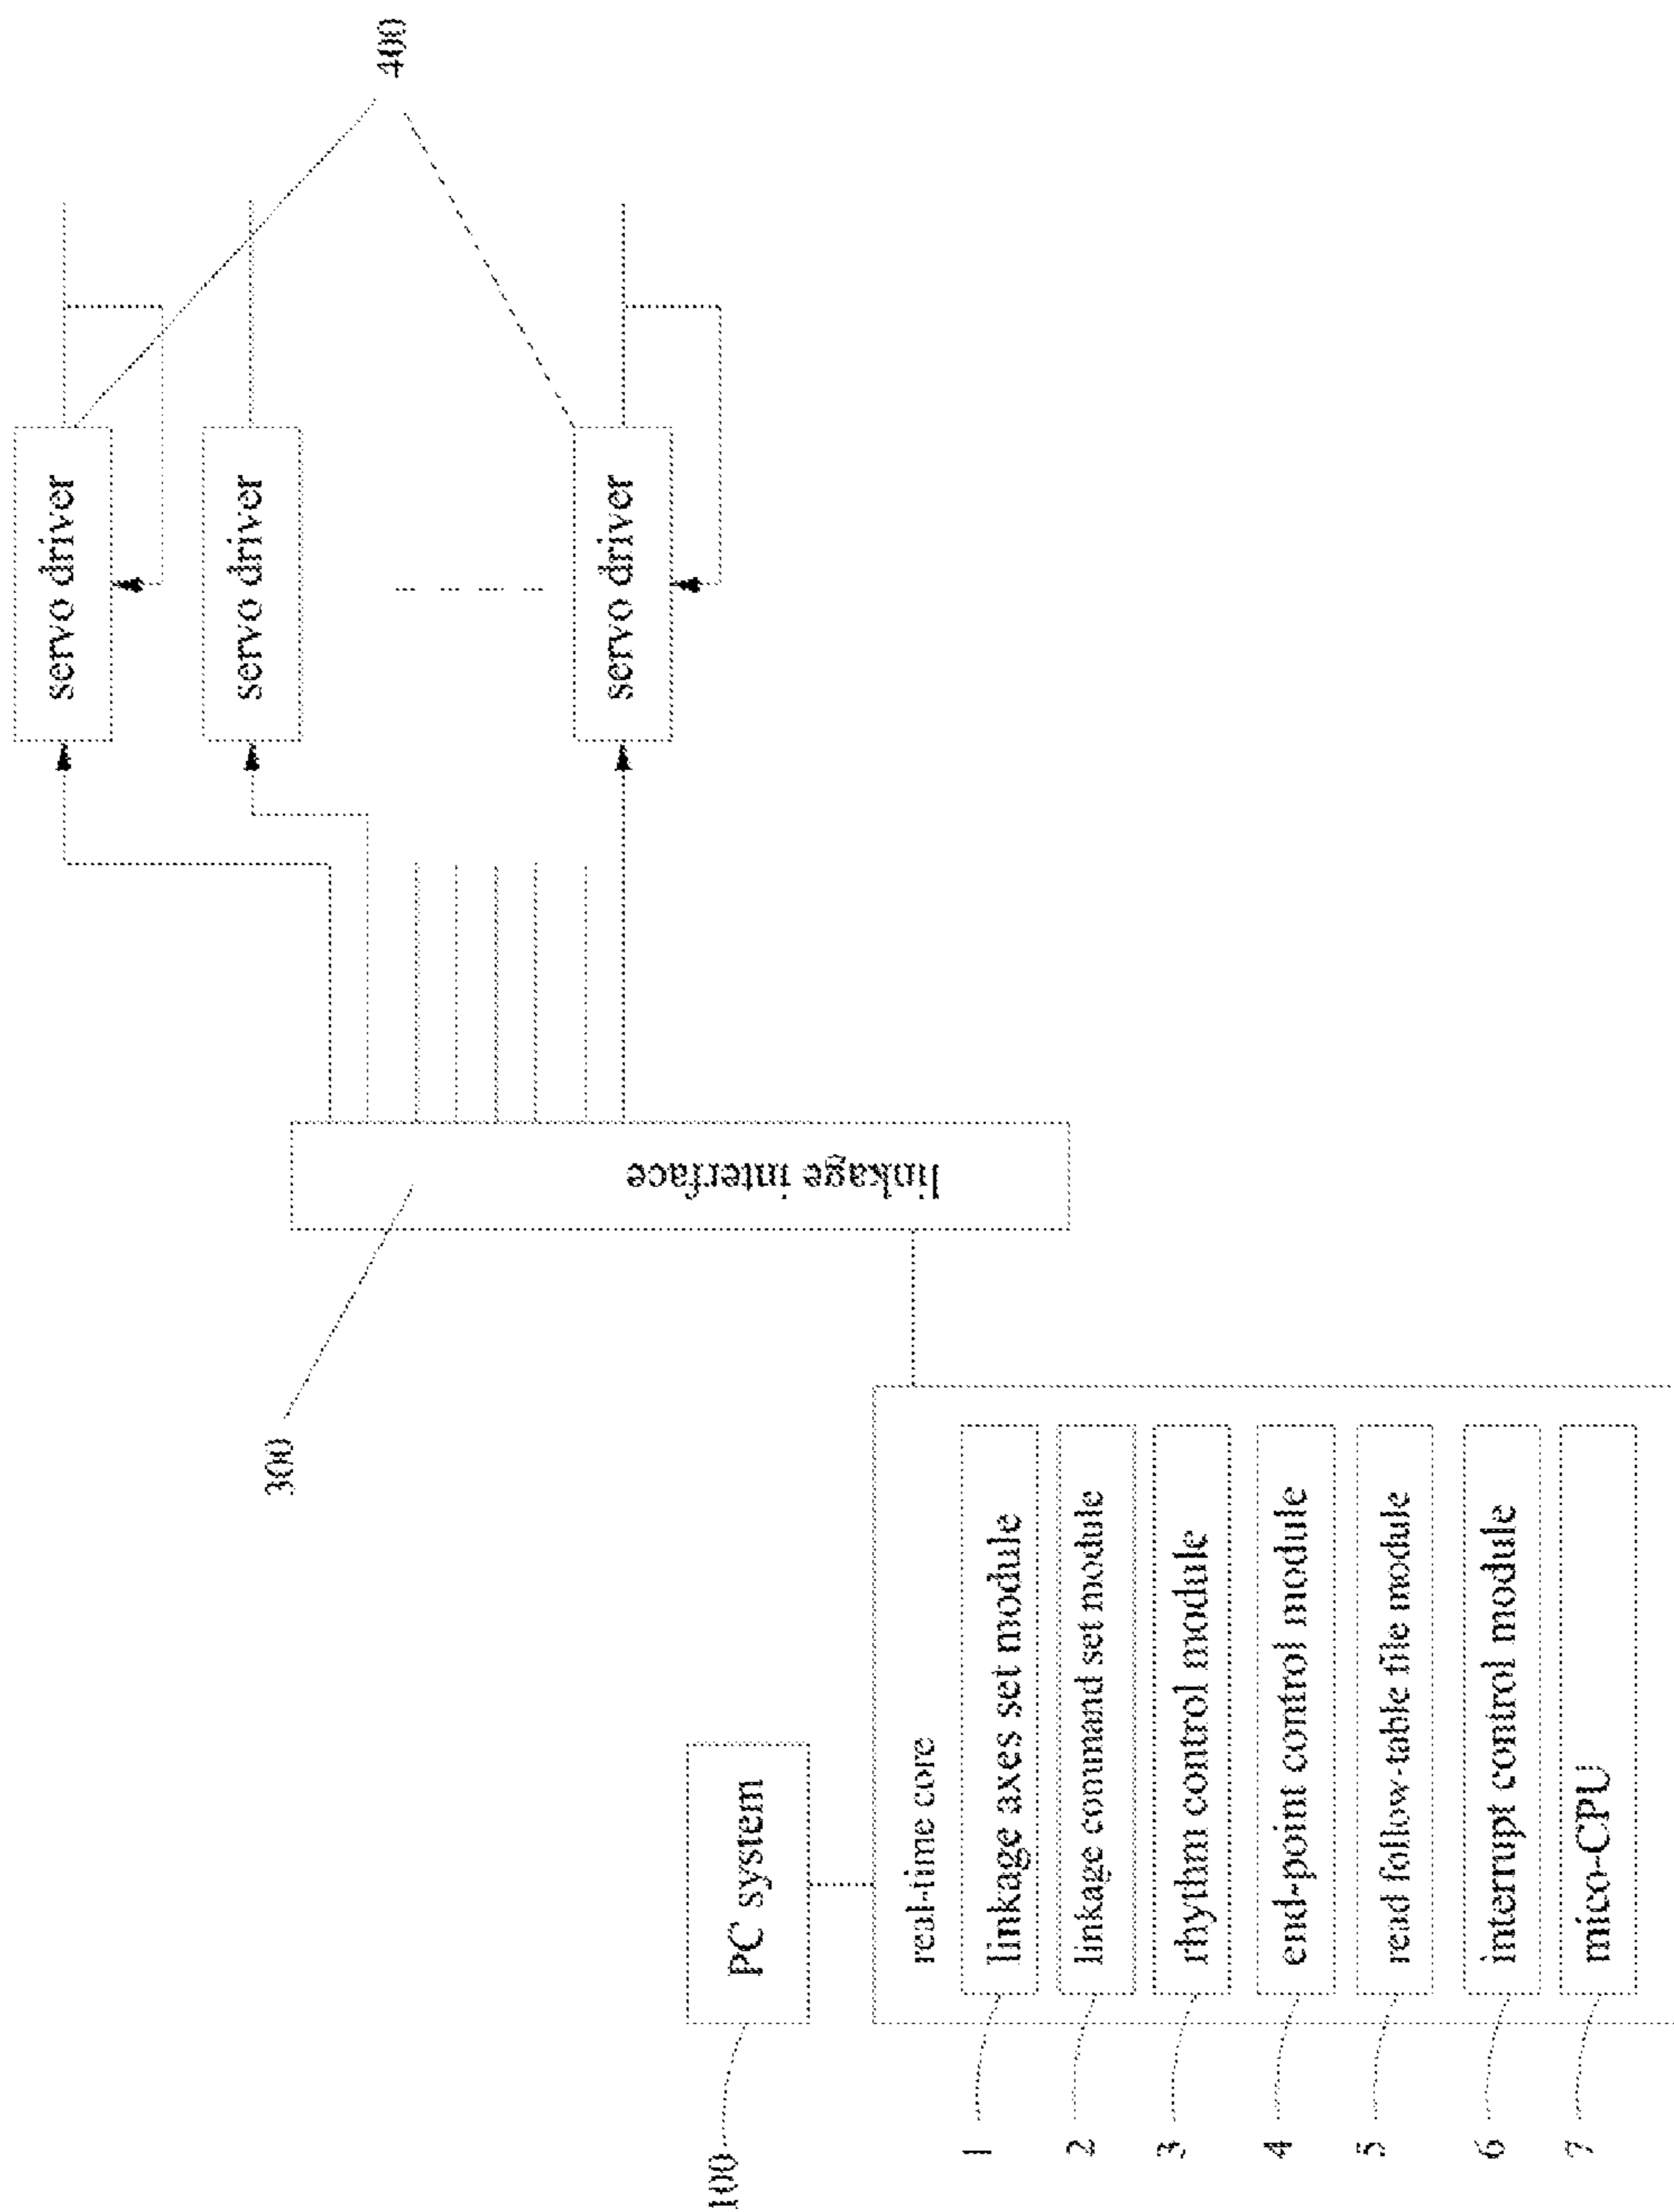 400
servo driver
servo driver
servo driver
300
linkage interface
100
PC system
real-time core
1
linkage axes set module
2
linkage command set module
3
rhythm control module
4
end-point control module
5
read follow-table file module
6
interrupt control module
7
mico-CPU